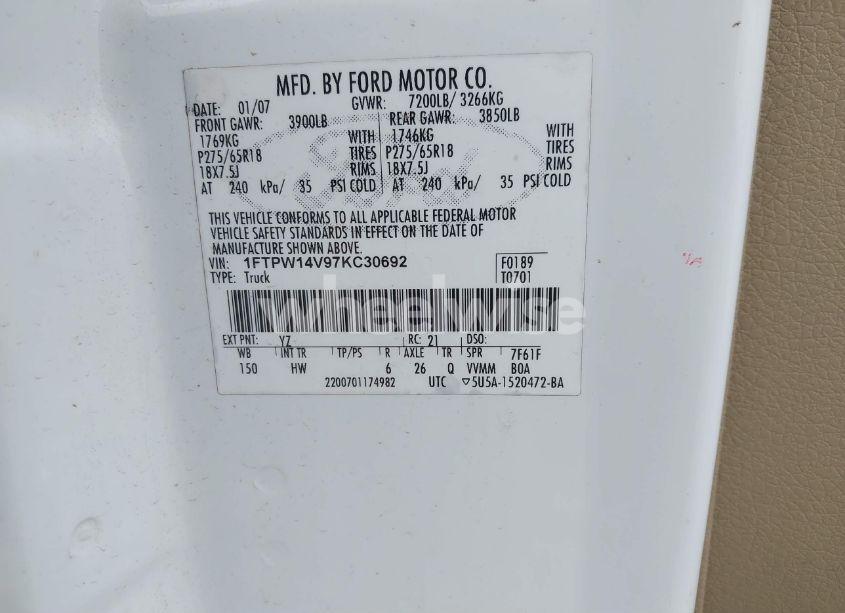 MFD. BY FORD MOTOR CO.
DATE: 01/07 GVWR: 7200LB/ 3266KG
FRONT GAWR: 3900LB REAR GAWR: 3850LB
1769KG WITH 1746KG WITH
P275/65R18 TIRES P275/65R18 TIRES
18X7.5J RIMS 18X7.5J RIMS
AT 240 kPa/ 35 PSI COLD AT 240 kPa/ 35 PSI COLD
THIS VEHICLE CONFORMS TO ALL APPLICABLE FEDERAL MOTOR
VEHICLE SAFETY STANDARDS IN EFFECT ON THE DATE OF
MANUFACTURE SHOWN ABOVE.
VIN: 1FTPW14V97KC30692 F0189
TYPE: Truck T0701
wheelwise
EXT PNT: YZ RC: 21 DSO:
WB INT TR TP/PS R AXLE TR SPR 7F61F
150 HW 6 26 Q VVMM BOA
2200701174982 UTC ▽5U5A-1520472-BA